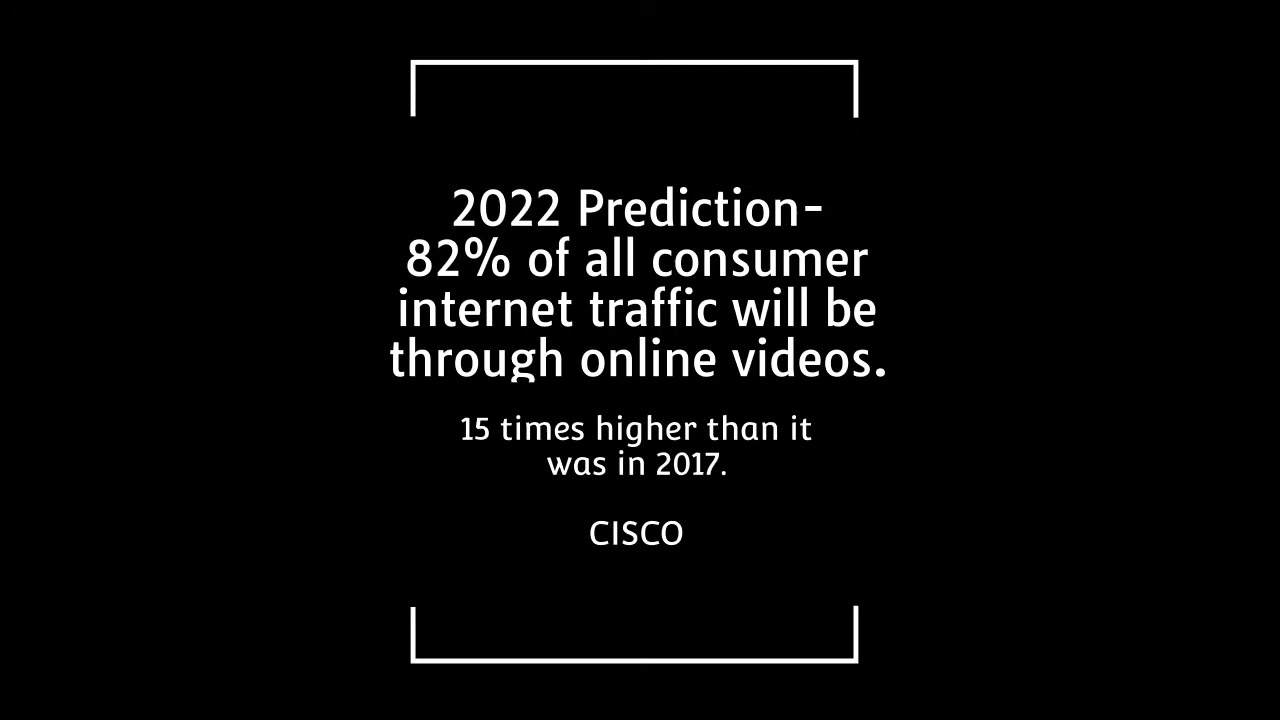 2022 Prediction-
82% of all consumer
internet traffic will be
through online videos.
15 times higher than it
was in 2017.
CISCO